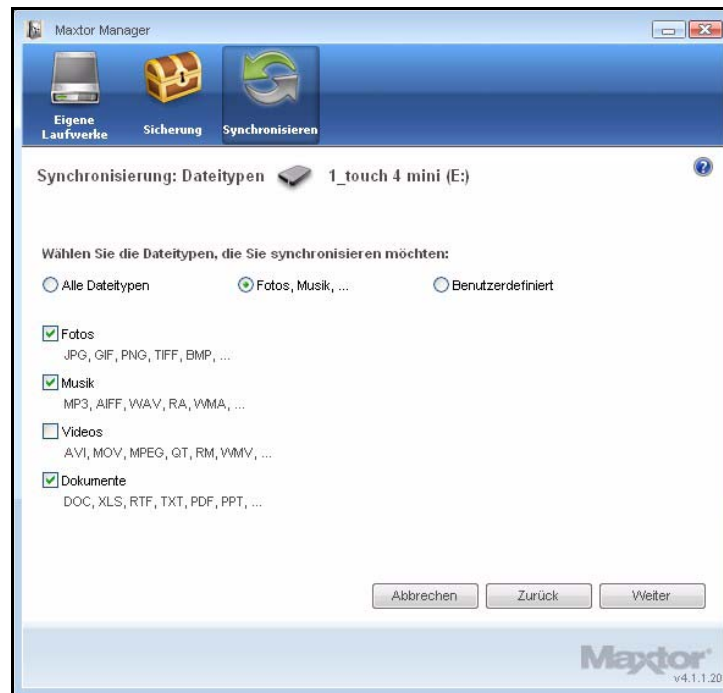 Maxtor Manager
Eigene
Laufwerke
Sicherung
Synchronisieren
Synchronisierung: Dateitypen 1_touch 4 mini (E:)
?
Wählen Sie die Dateitypen, die Sie synchronisieren möchten:
Alle Dateitypen Fotos, Musik, ... Benutzerdefiniert
Fotos
JPG, GIF, PNG, TIFF, BMP, ...
Musik
MP3, AIFF, WAV, RA, WMA, ...
Videos
AVI, MOV, MPEG, QT, RM, WMV, ...
Dokumente
DOC, XLS, RTF, TXT, PDF, PPT, ...
Abbrechen Zurück Weiter
Maxtor
v4.1.1.20